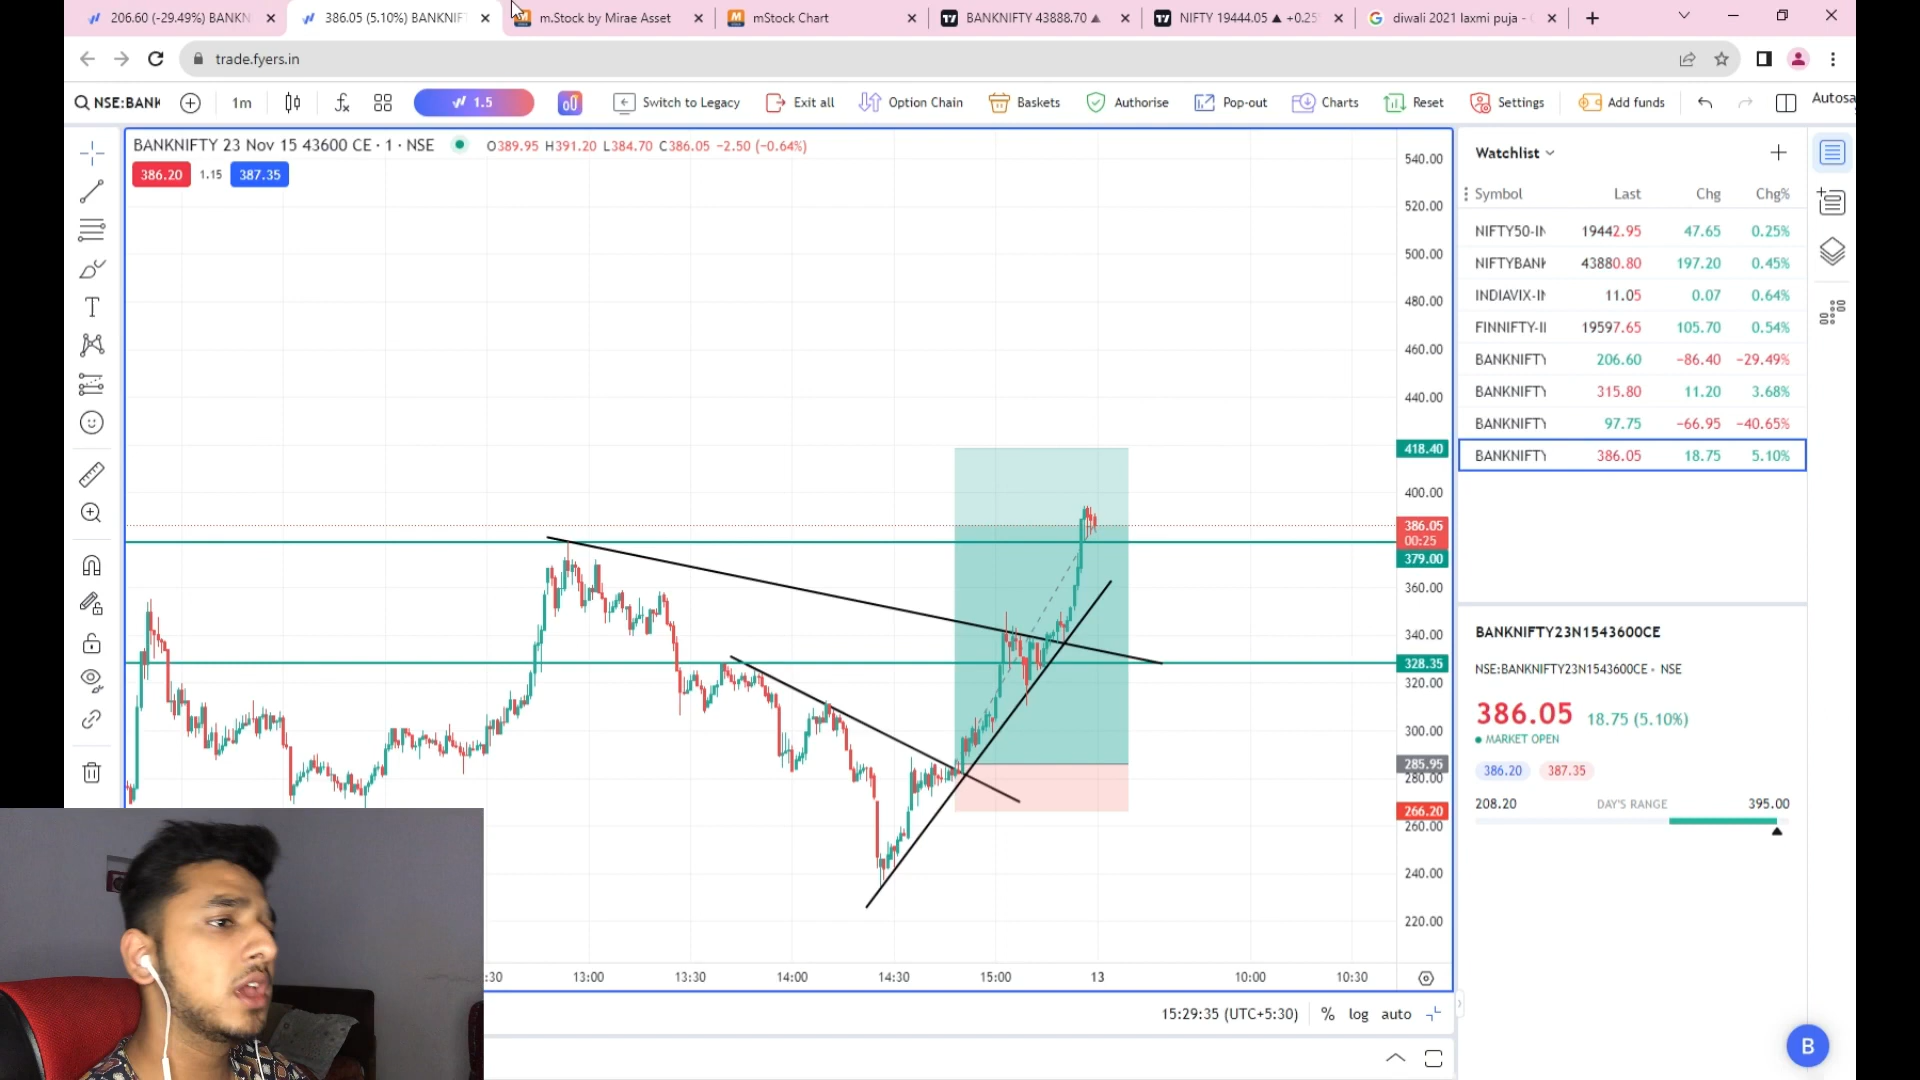 206.60 (-29.49%) BANKN
386.05 (5.10%) BANKNIF
m.Stock by Mirae Asset
mStock Chart
BANKNIFTY 43888.70 ▲
NIFTY 19444.05 ▲ +0.25
diwali 2021 laxmi puja -
trade.fyers.in
NSE:BANK
1m
1.5
Switch to Legacy
Exit all
Option Chain
Baskets
Authorise
Pop-out
Charts
Reset
Settings
Add funds
Autosa
BANKNIFTY 23 Nov 15 43600 CE · 1 · NSE
O389.95 H391.20 L384.70 C386.05 −2.50 (−0.64%)
386.20 1.15 387.35
540.00
520.00
500.00
480.00
460.00
440.00
418.40
400.00
386.05
00:25
379.00
360.00
340.00
328.35
320.00
300.00
285.95
280.00
266.20
260.00
240.00
220.00
:30 13:00 13:30 14:00 14:30 15:00 13 10:00 10:30
15:29:35 (UTC+5:30) % log auto
Watchlist
Symbol Last Chg Chg%
NIFTY50-IN 19442.95 47.65 0.25%
NIFTYBANK 43880.80 197.20 0.45%
INDIAVIX-IN 11.05 0.07 0.64%
FINNIFTY-II 19597.65 105.70 0.54%
BANKNIFTY 206.60 −86.40 −29.49%
BANKNIFTY 315.80 11.20 3.68%
BANKNIFTY 97.75 −66.95 −40.65%
BANKNIFTY 386.05 18.75 5.10%
BANKNIFTY23N1543600CE
NSE:BANKNIFTY23N1543600CE • NSE
386.05 18.75 (5.10%)
MARKET OPEN
386.20 387.35
208.20 DAY'S RANGE 395.00
B